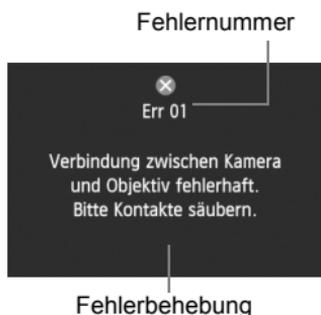 Fehlernummer
Err 01
Verbindung zwischen Kamera
und Objektiv fehlerhaft.
Bitte Kontakte säubern.
Fehlerbehebung